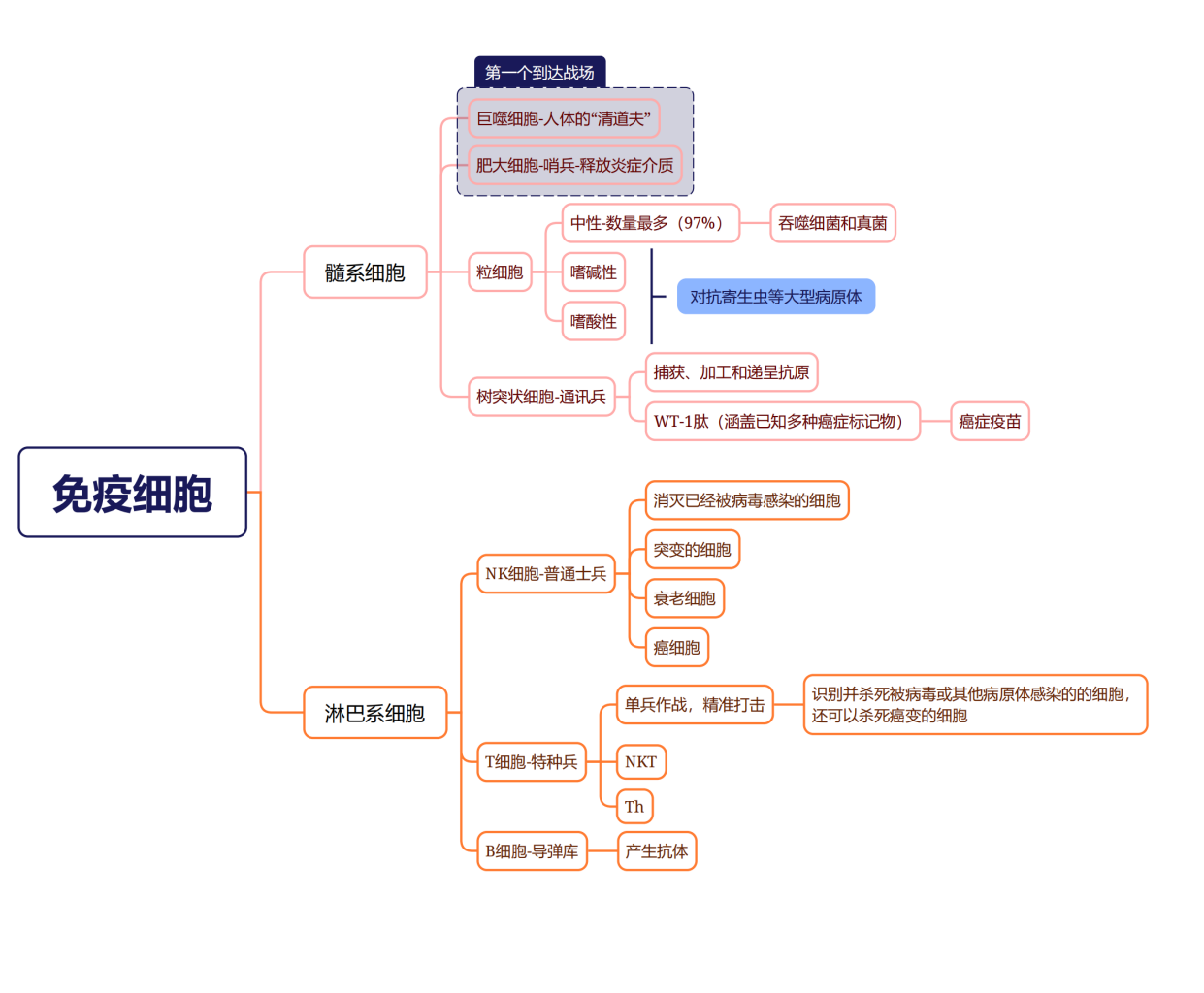 第一个到达战场
巨噬细胞-人体的“清道夫”
肥大细胞-哨兵-释放炎症介质
中性-数量最多（97%）
吞噬细菌和真菌
髓系细胞
粒细胞
嗜碱性
对抗寄生虫等大型病原体
嗜酸性
树突状细胞-通讯兵
捕获、加工和递呈抗原
WT-1肽（涵盖已知多种癌症标记物）
癌症疫苗
免疫细胞
消灭已经被病毒感染的细胞
NK细胞-普通士兵
突变的细胞
衰老细胞
癌细胞
淋巴系细胞
单兵作战，精准打击
识别并杀死被病毒或其他病原体感染的的细胞，
还可以杀死癌变的细胞
T细胞-特种兵
NKT
Th
B细胞-导弹库
产生抗体